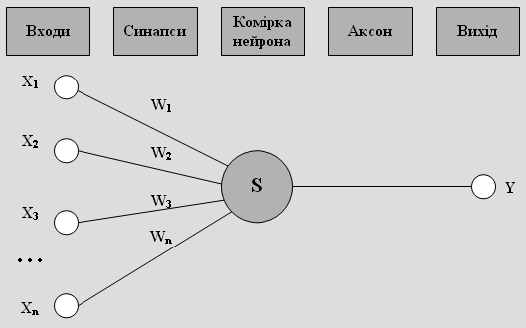 Входи
Синапси
Комірка
нейрона
Аксон
Вихід
X1
W1
X2
W2
S
Y
X3
W3
Wn
...
Xn